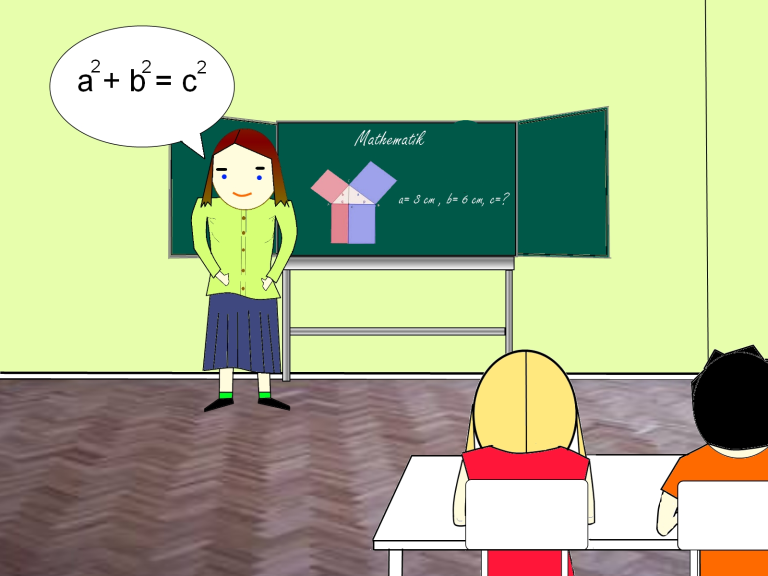 a² + b² = c²
Mathematik
a= 8 cm , b= 6 cm, c=?